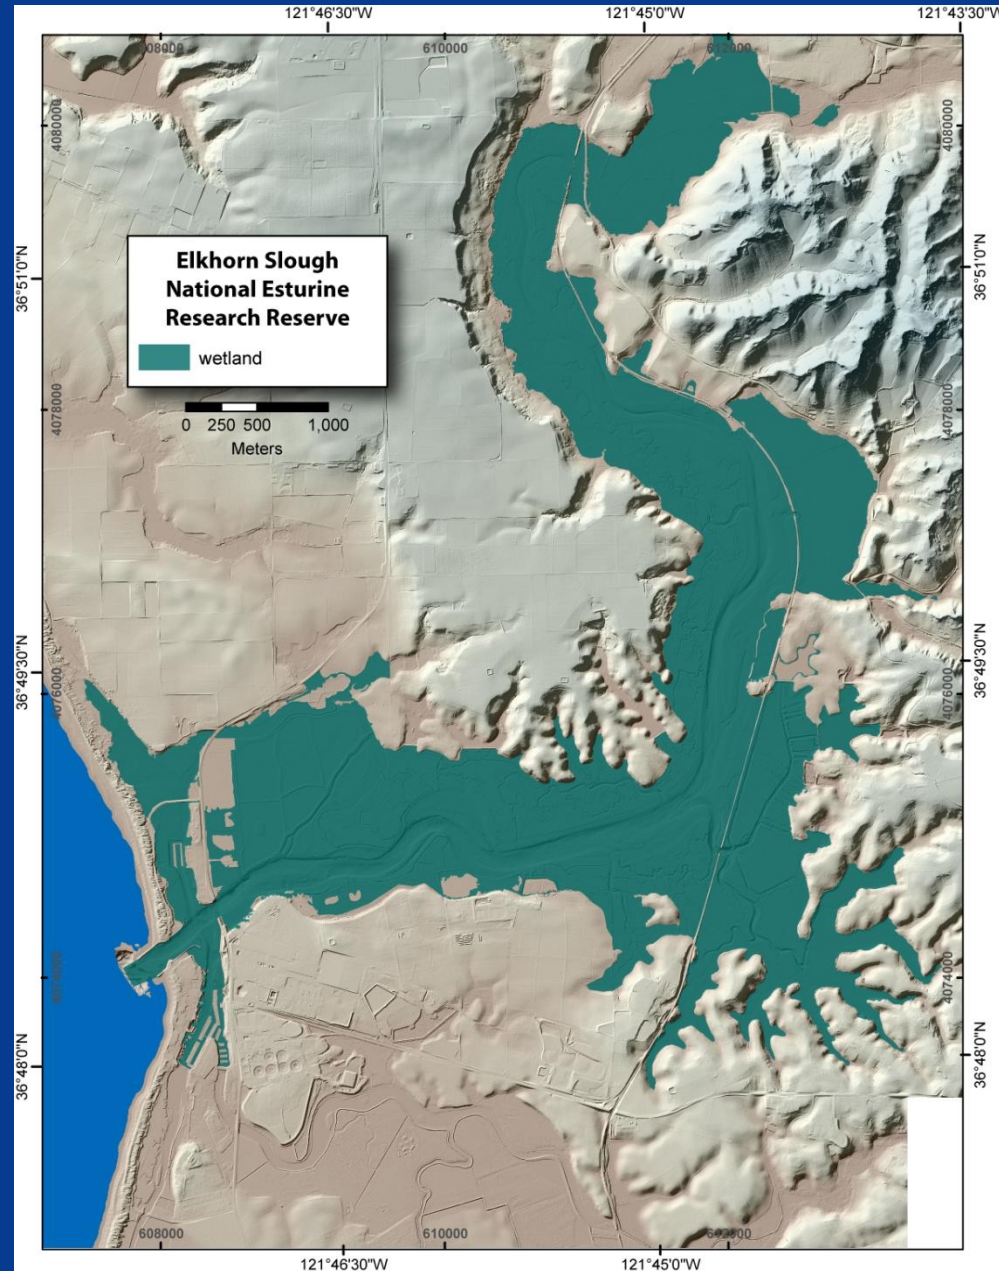 121°46'30"W 121°45'0"W 121°43'30"W
608000 610000 612000
4080000 4080000
36°51'0"N 36°51'0"N
Elkhorn Slough
National Esturine
Research Reserve
wetland
0 250 500 1,000
Meters
4078000 4078000
36°49'30"N 36°49'30"N
4076000 4076000
4074000 4074000
36°48'0"N 36°48'0"N
608000 610000 612000
121°46'30"W 121°45'0"W